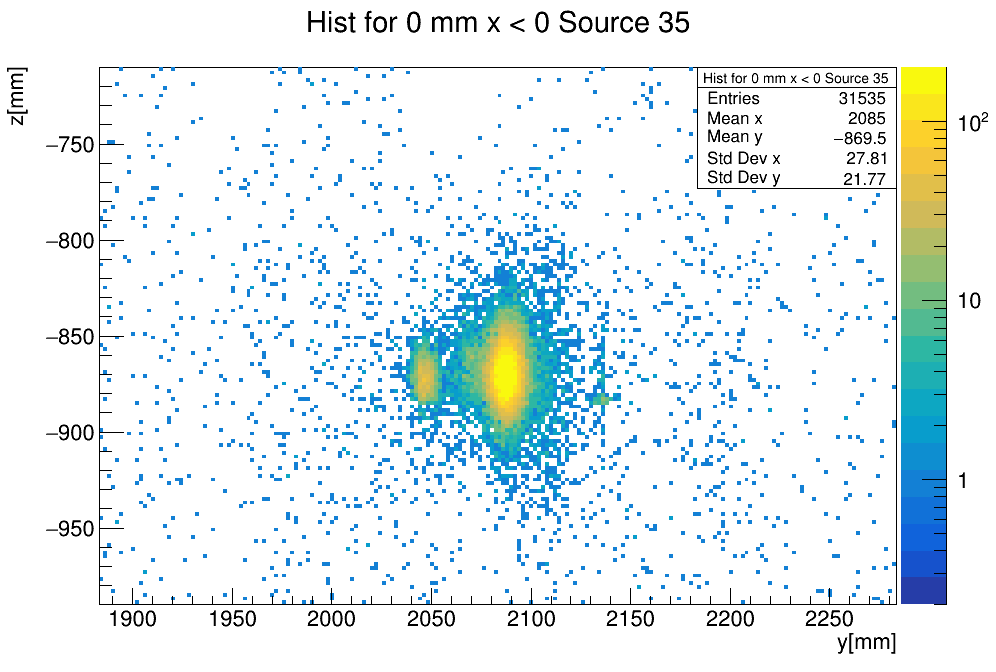 Hist for 0 mm x < 0 Source 35
z[mm]
Hist for 0 mm x < 0 Source 35
Entries 31535
Mean x 2085
Mean y −869.5
Std Dev x 27.81
Std Dev y 21.77
−750
−800
−850
−900
−950
10²
10
1
1900 1950 2000 2050 2100 2150 2200 2250
y[mm]